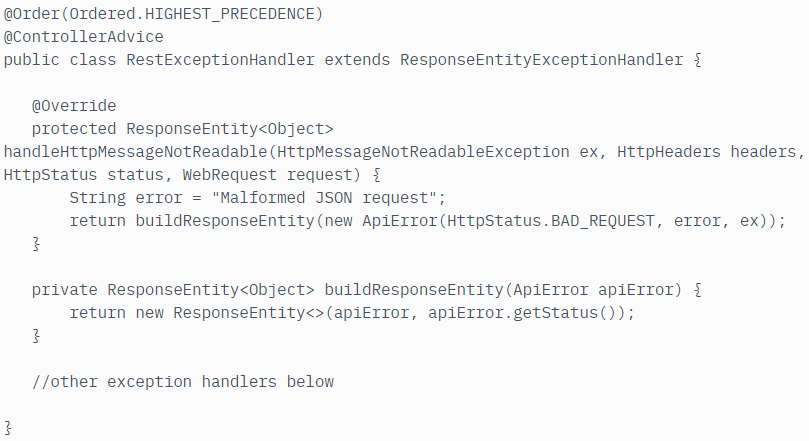 @Order(Ordered.HIGHEST_PRECEDENCE)
@ControllerAdvice
public class RestExceptionHandler extends ResponseEntityExceptionHandler {
@Override
protected ResponseEntity<Object>
handleHttpMessageNotReadable(HttpMessageNotReadableException ex, HttpHeaders headers,
HttpStatus status, WebRequest request) {
String error = "Malformed JSON request";
return buildResponseEntity(new ApiError(HttpStatus.BAD_REQUEST, error, ex));
}
private ResponseEntity<Object> buildResponseEntity(ApiError apiError) {
return new ResponseEntity<>(apiError, apiError.getStatus());
}
//other exception handlers below
}